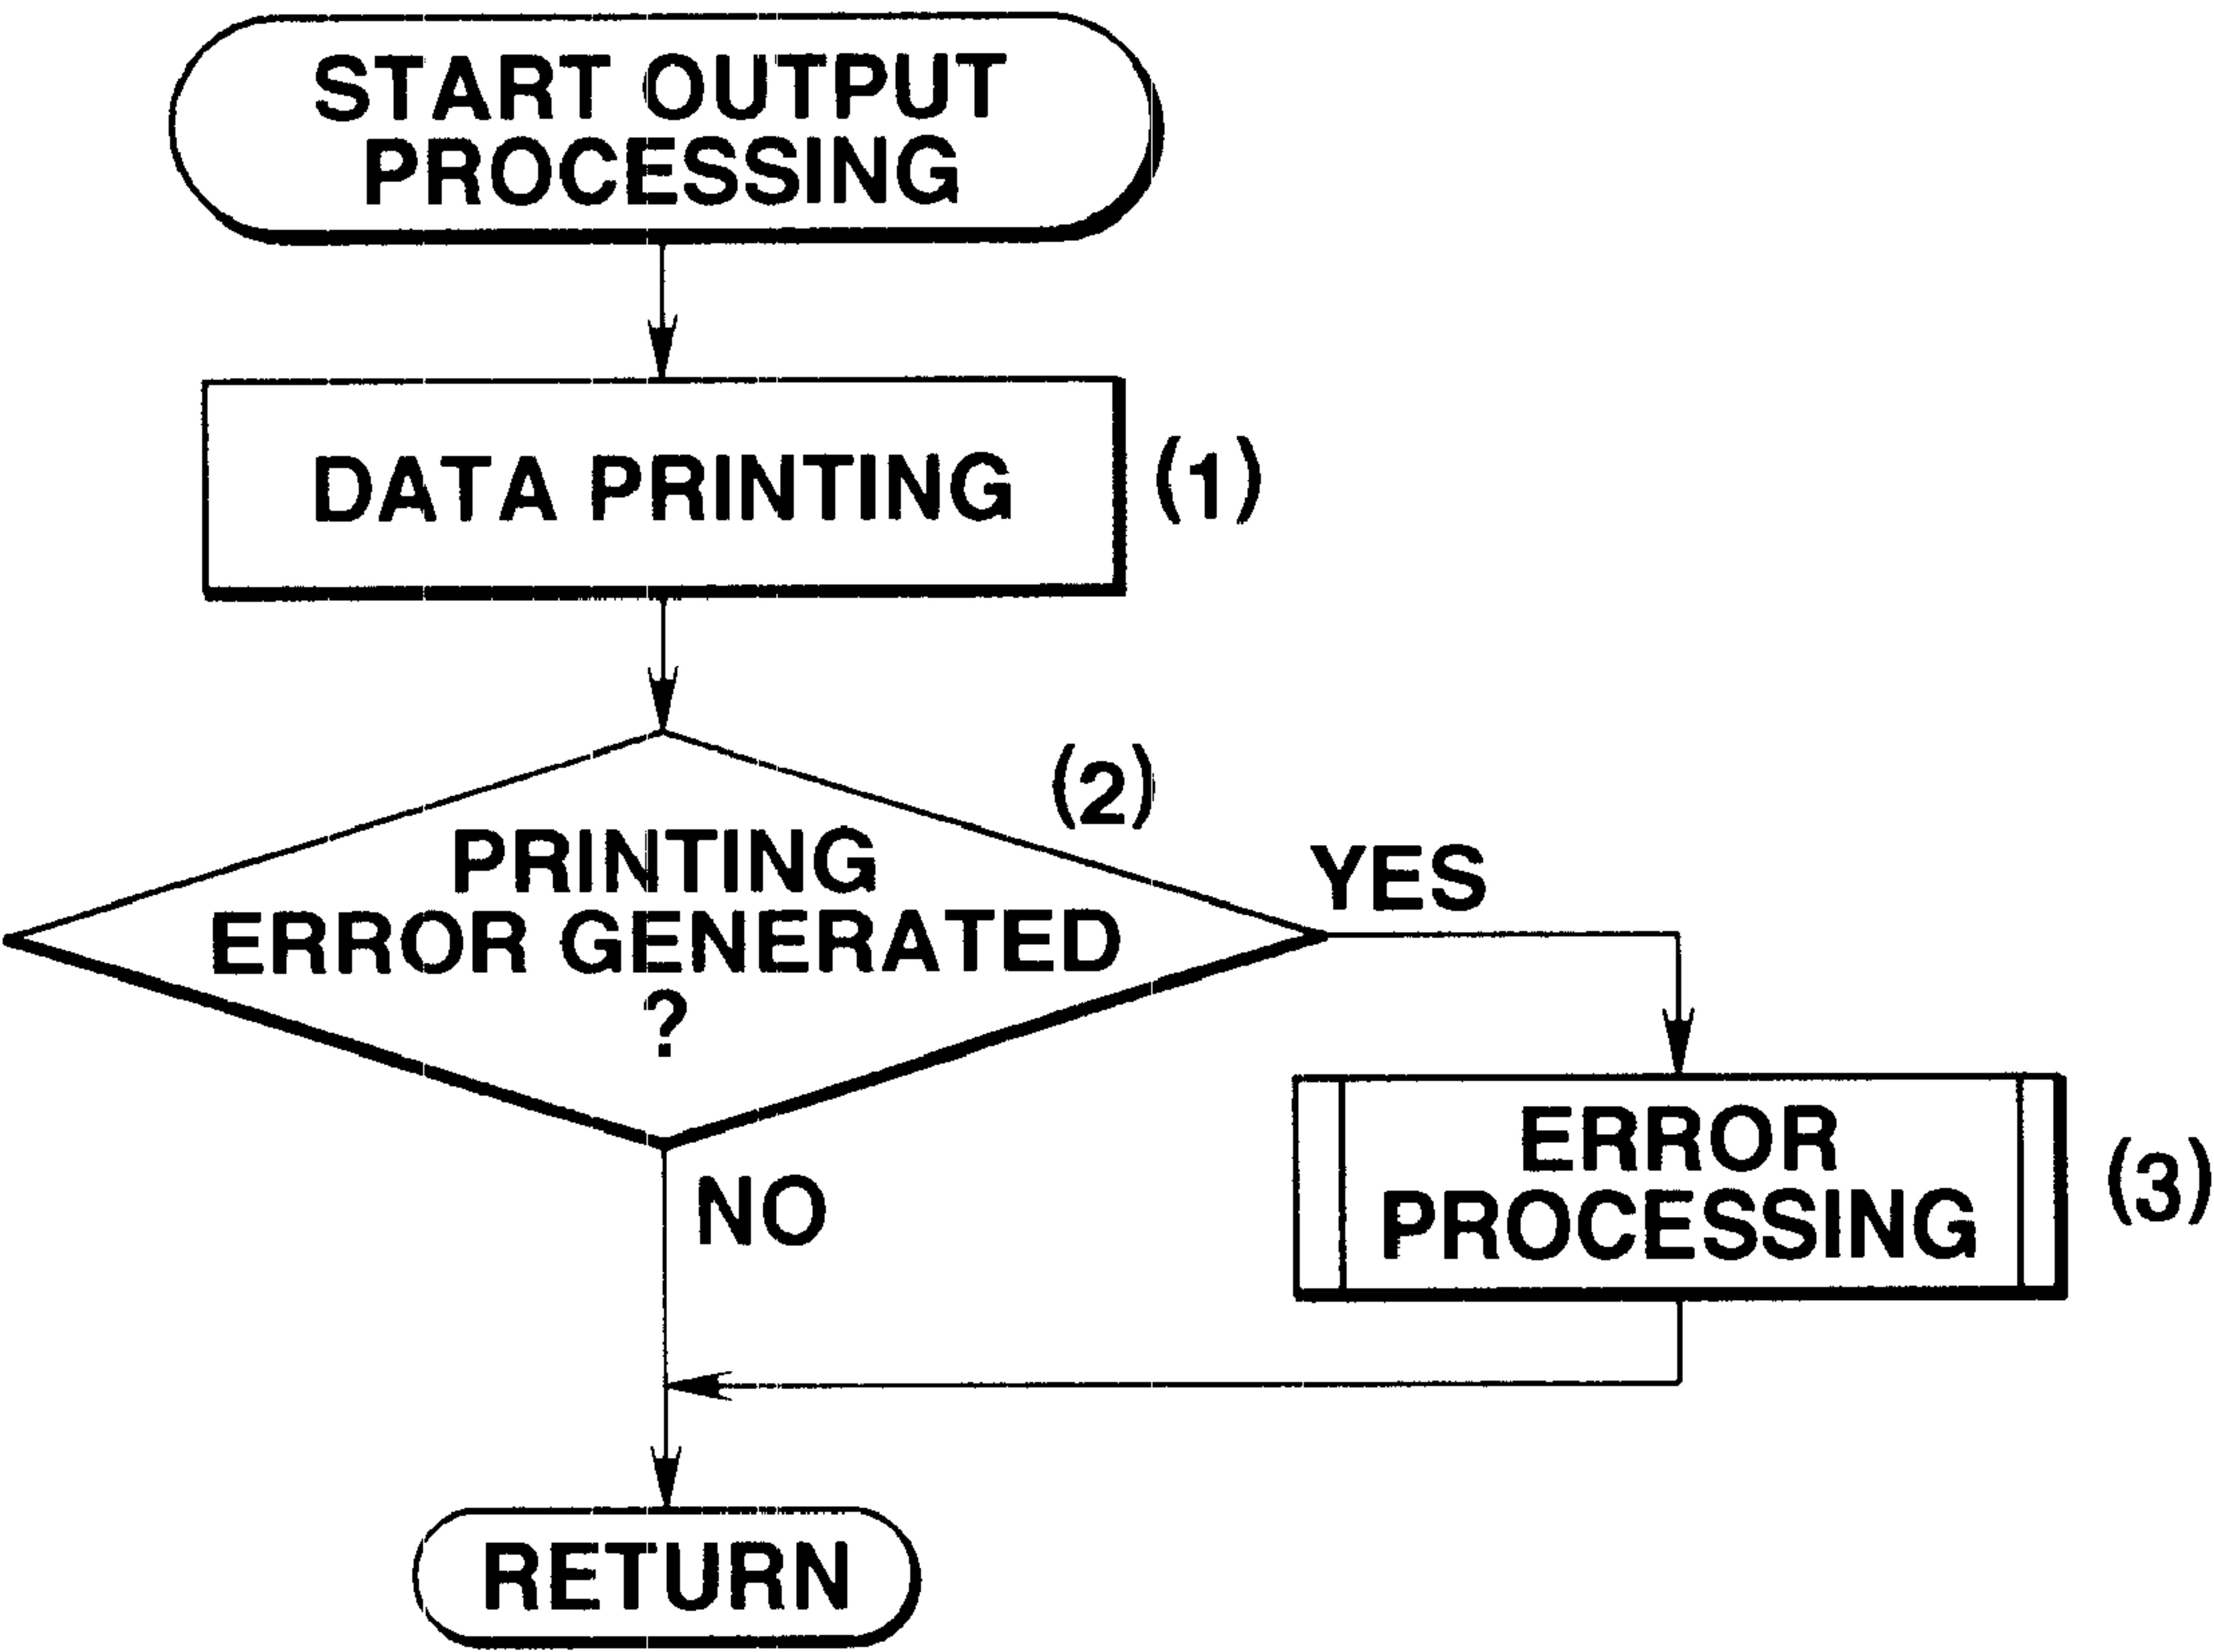 START OUTPUT
PROCESSING
DATA PRINTING
(1)
(2)
PRINTING
ERROR GENERATED
?
YES
NO
ERROR
PROCESSING
(3)
RETURN